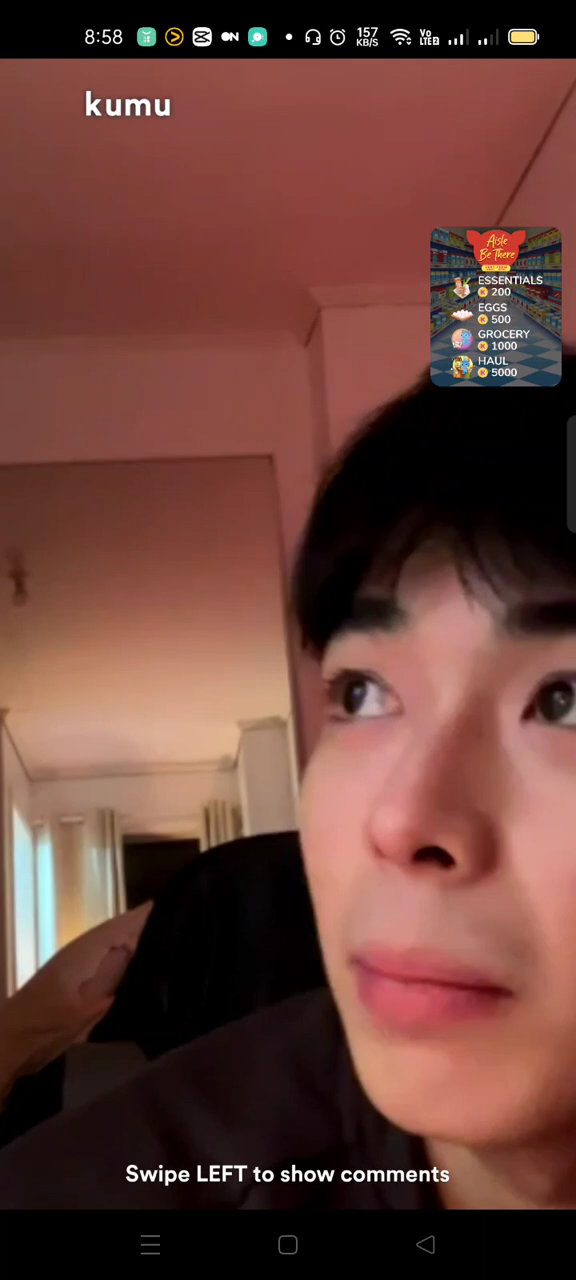 8:58
157
KB/S
Vo
LTE 2
kumu
Aisle
Be There
ESSENTIALS
200
EGGS
500
GROCERY
1000
HAUL
5000
Swipe LEFT to show comments